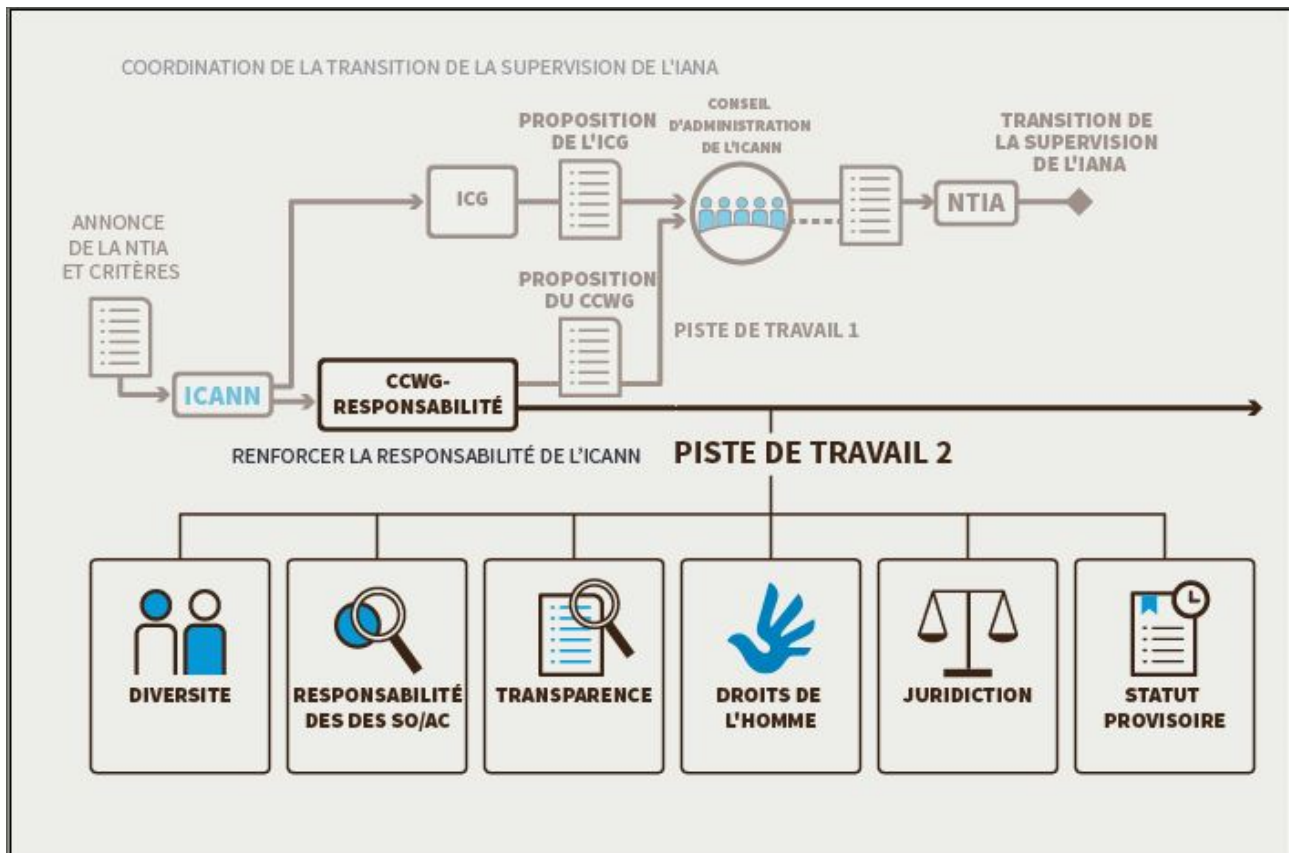 COORDINATION DE LA TRANSITION DE LA SUPERVISION DE L'IANA
ANNONCE
DE LA NTIA
ET CRITÈRES
ICANN
ICG
PROPOSITION
DE L'ICG
CONSEIL
D'ADMINISTRATION
DE L'ICANN
NTIA
TRANSITION DE
LA SUPERVISION
DE L'IANA
PROPOSITION
DU CCWG
PISTE DE TRAVAIL 1
CCWG-
RESPONSABILITÉ
RENFORCER LA RESPONSABILITÉ DE L’ICANN
PISTE DE TRAVAIL 2
DIVERSITE
RESPONSABILITÉ
DES DES SO/AC
TRANSPARENCE
DROITS DE
L'HOMME
JURIDICTION
STATUT
PROVISOIRE